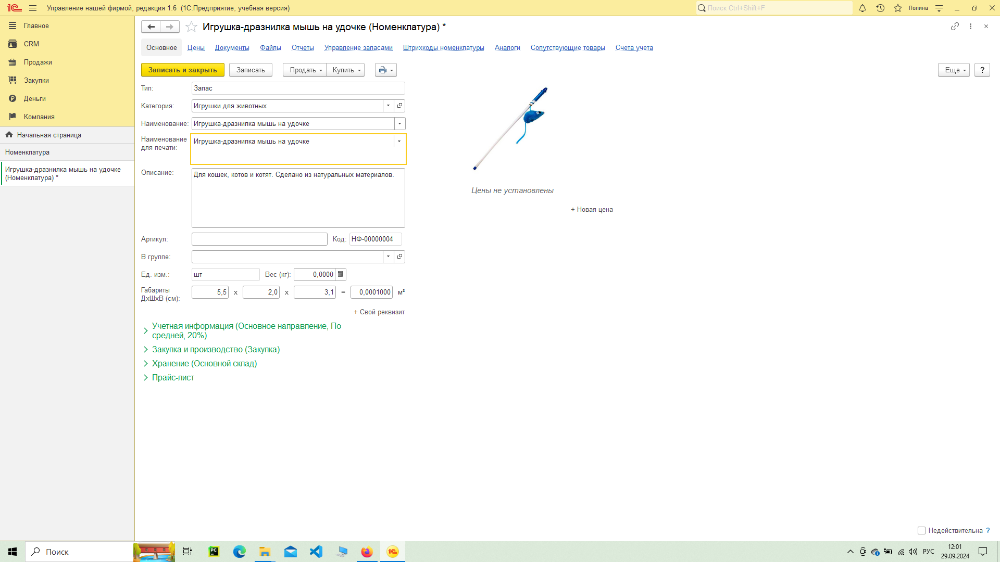 Управление нашей фирмой, редакция 1.6 (1С:Предприятие, учебная версия)
Поиск Ctrl+Shift+F
Полина
Главное
CRM
Продажи
Закупки
Деньги
Компания
Начальная страница
Номенклатура
Игрушка-дразнилка мышь на удочке
(Номенклатура) *
Игрушка-дразнилка мышь на удочке (Номенклатура) *
Основное Цены Документы Файлы Отчеты Управление запасами Штрихкоды номенклатуры Аналоги Сопутствующие товары Счета учета
Записать и закрыть Записать Продать Купить Еще ?
Тип: Запас
Категория: Игрушки для животных
Наименование: Игрушка-дразнилка мышь на удочке
Наименование
для печати:
Игрушка-дразнилка мышь на удочке
Описание: Для кошек, котов и котят. Сделано из натуральных материалов.
Артикул: Код: НФ-00000004
В группе:
Ед. изм.: шт Вес (кг): 0,0000
Габариты
ДхШхВ (см):
5,5 x 2,0 x 3,1 = 0,0001000 м³
+ Свой реквизит
Учетная информация (Основное направление, По
средней, 20%)
Закупка и производство (Закупка)
Хранение (Основной склад)
Прайс-лист
Цены не установлены
+ Новая цена
Недействительна ?
Поиск
PC
1С
РУС
12:01
29.09.2024